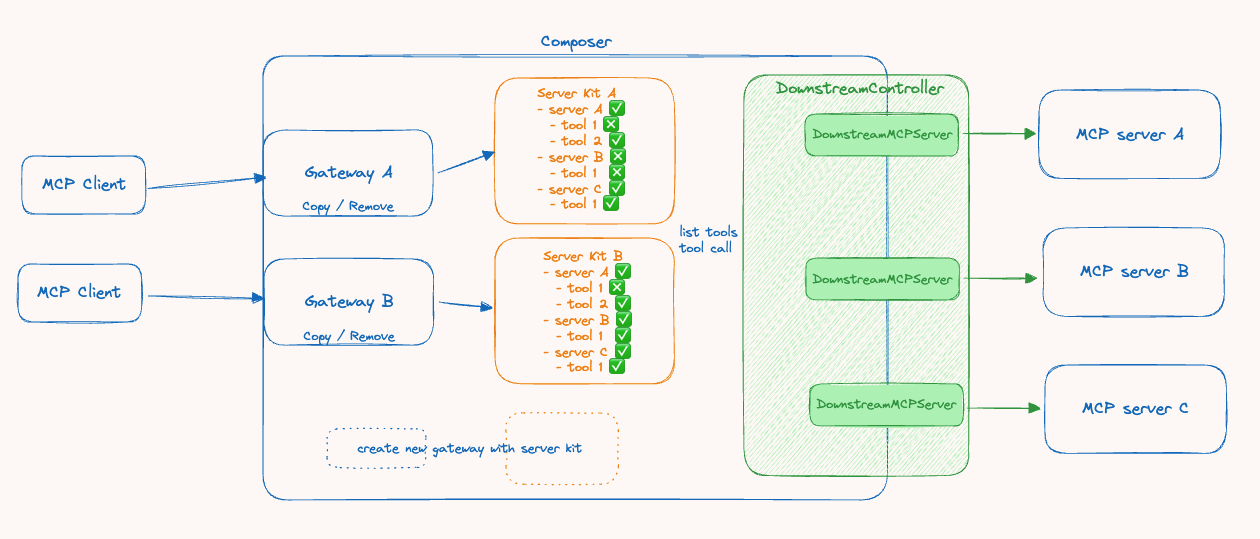 Composer
MCP Client
MCP Client
Gateway A
Copy / Remove
Gateway B
Copy / Remove
Server Kit A
- server A ✅
- tool 1 ❎
- tool 2 ✅
- server B ❎
- tool 1 ❎
- server C ✅
- tool 1 ✅
Server Kit B
- server A ✅
- tool 1 ❎
- tool 2 ✅
- server B ✅
- tool 1 ✅
- server C ✅
- tool 1 ✅
create new gateway with server kit
list tools
tool call
DownstreamController
DownstreamMCPServer
DownstreamMCPServer
DownstreamMCPServer
MCP server A
MCP server B
MCP server C